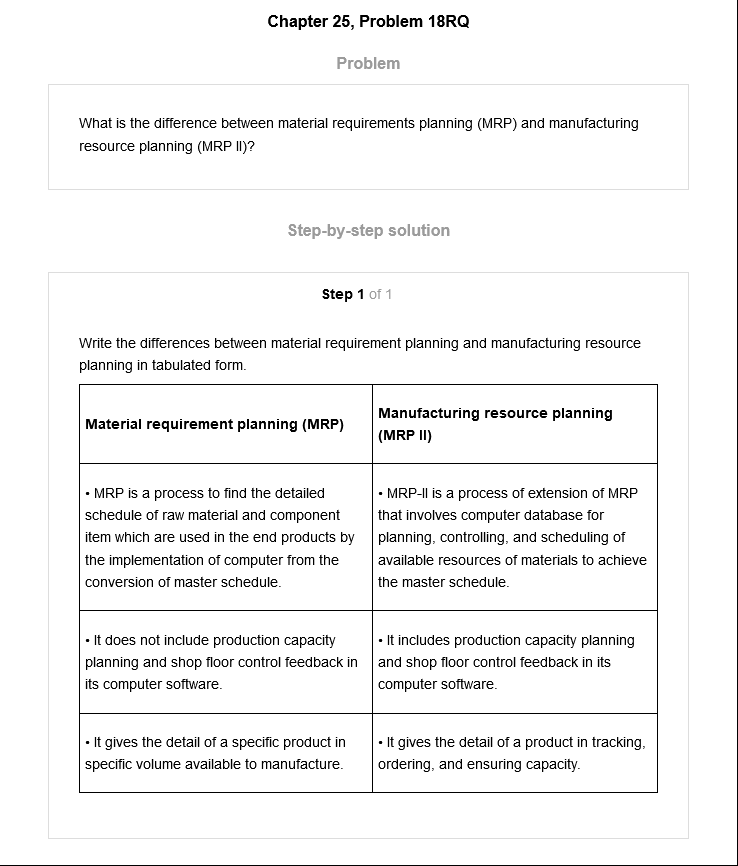 Chapter 25, Problem 18RQ
Problem
What is the difference between material requirements planning (MRP) and manufacturing
resource planning (MRP II)?
Step-by-step solution
Step 1 of 1
Write the differences between material requirement planning and manufacturing resource
planning in tabulated form.
Material requirement planning (MRP)
Manufacturing resource planning
(MRP II)
• MRP is a process to find the detailed
schedule of raw material and component
item which are used in the end products by
the implementation of computer from the
conversion of master schedule.
• MRP-II is a process of extension of MRP
that involves computer database for
planning, controlling, and scheduling of
available resources of materials to achieve
the master schedule.
• It does not include production capacity
planning and shop floor control feedback in
its computer software.
• It includes production capacity planning
and shop floor control feedback in its
computer software.
• It gives the detail of a specific product in
specific volume available to manufacture.
• It gives the detail of a product in tracking,
ordering, and ensuring capacity.